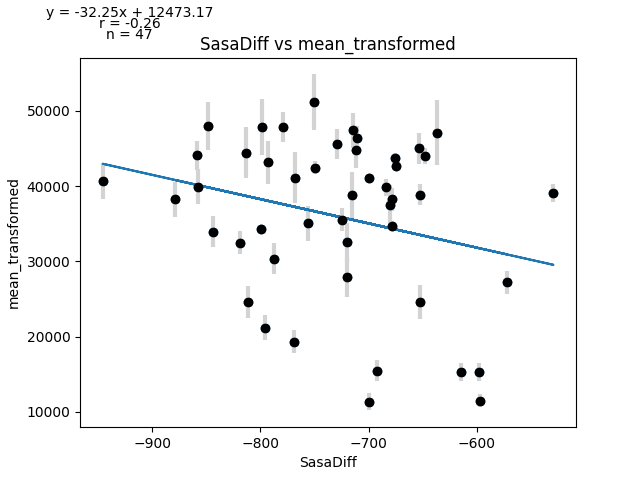 y = -32.25x + 12473.17
r = -0.26
n = 47
SasaDiff vs mean_transformed
50000
40000
30000
20000
10000
mean_transformed
−900
−800
−700
−600
SasaDiff